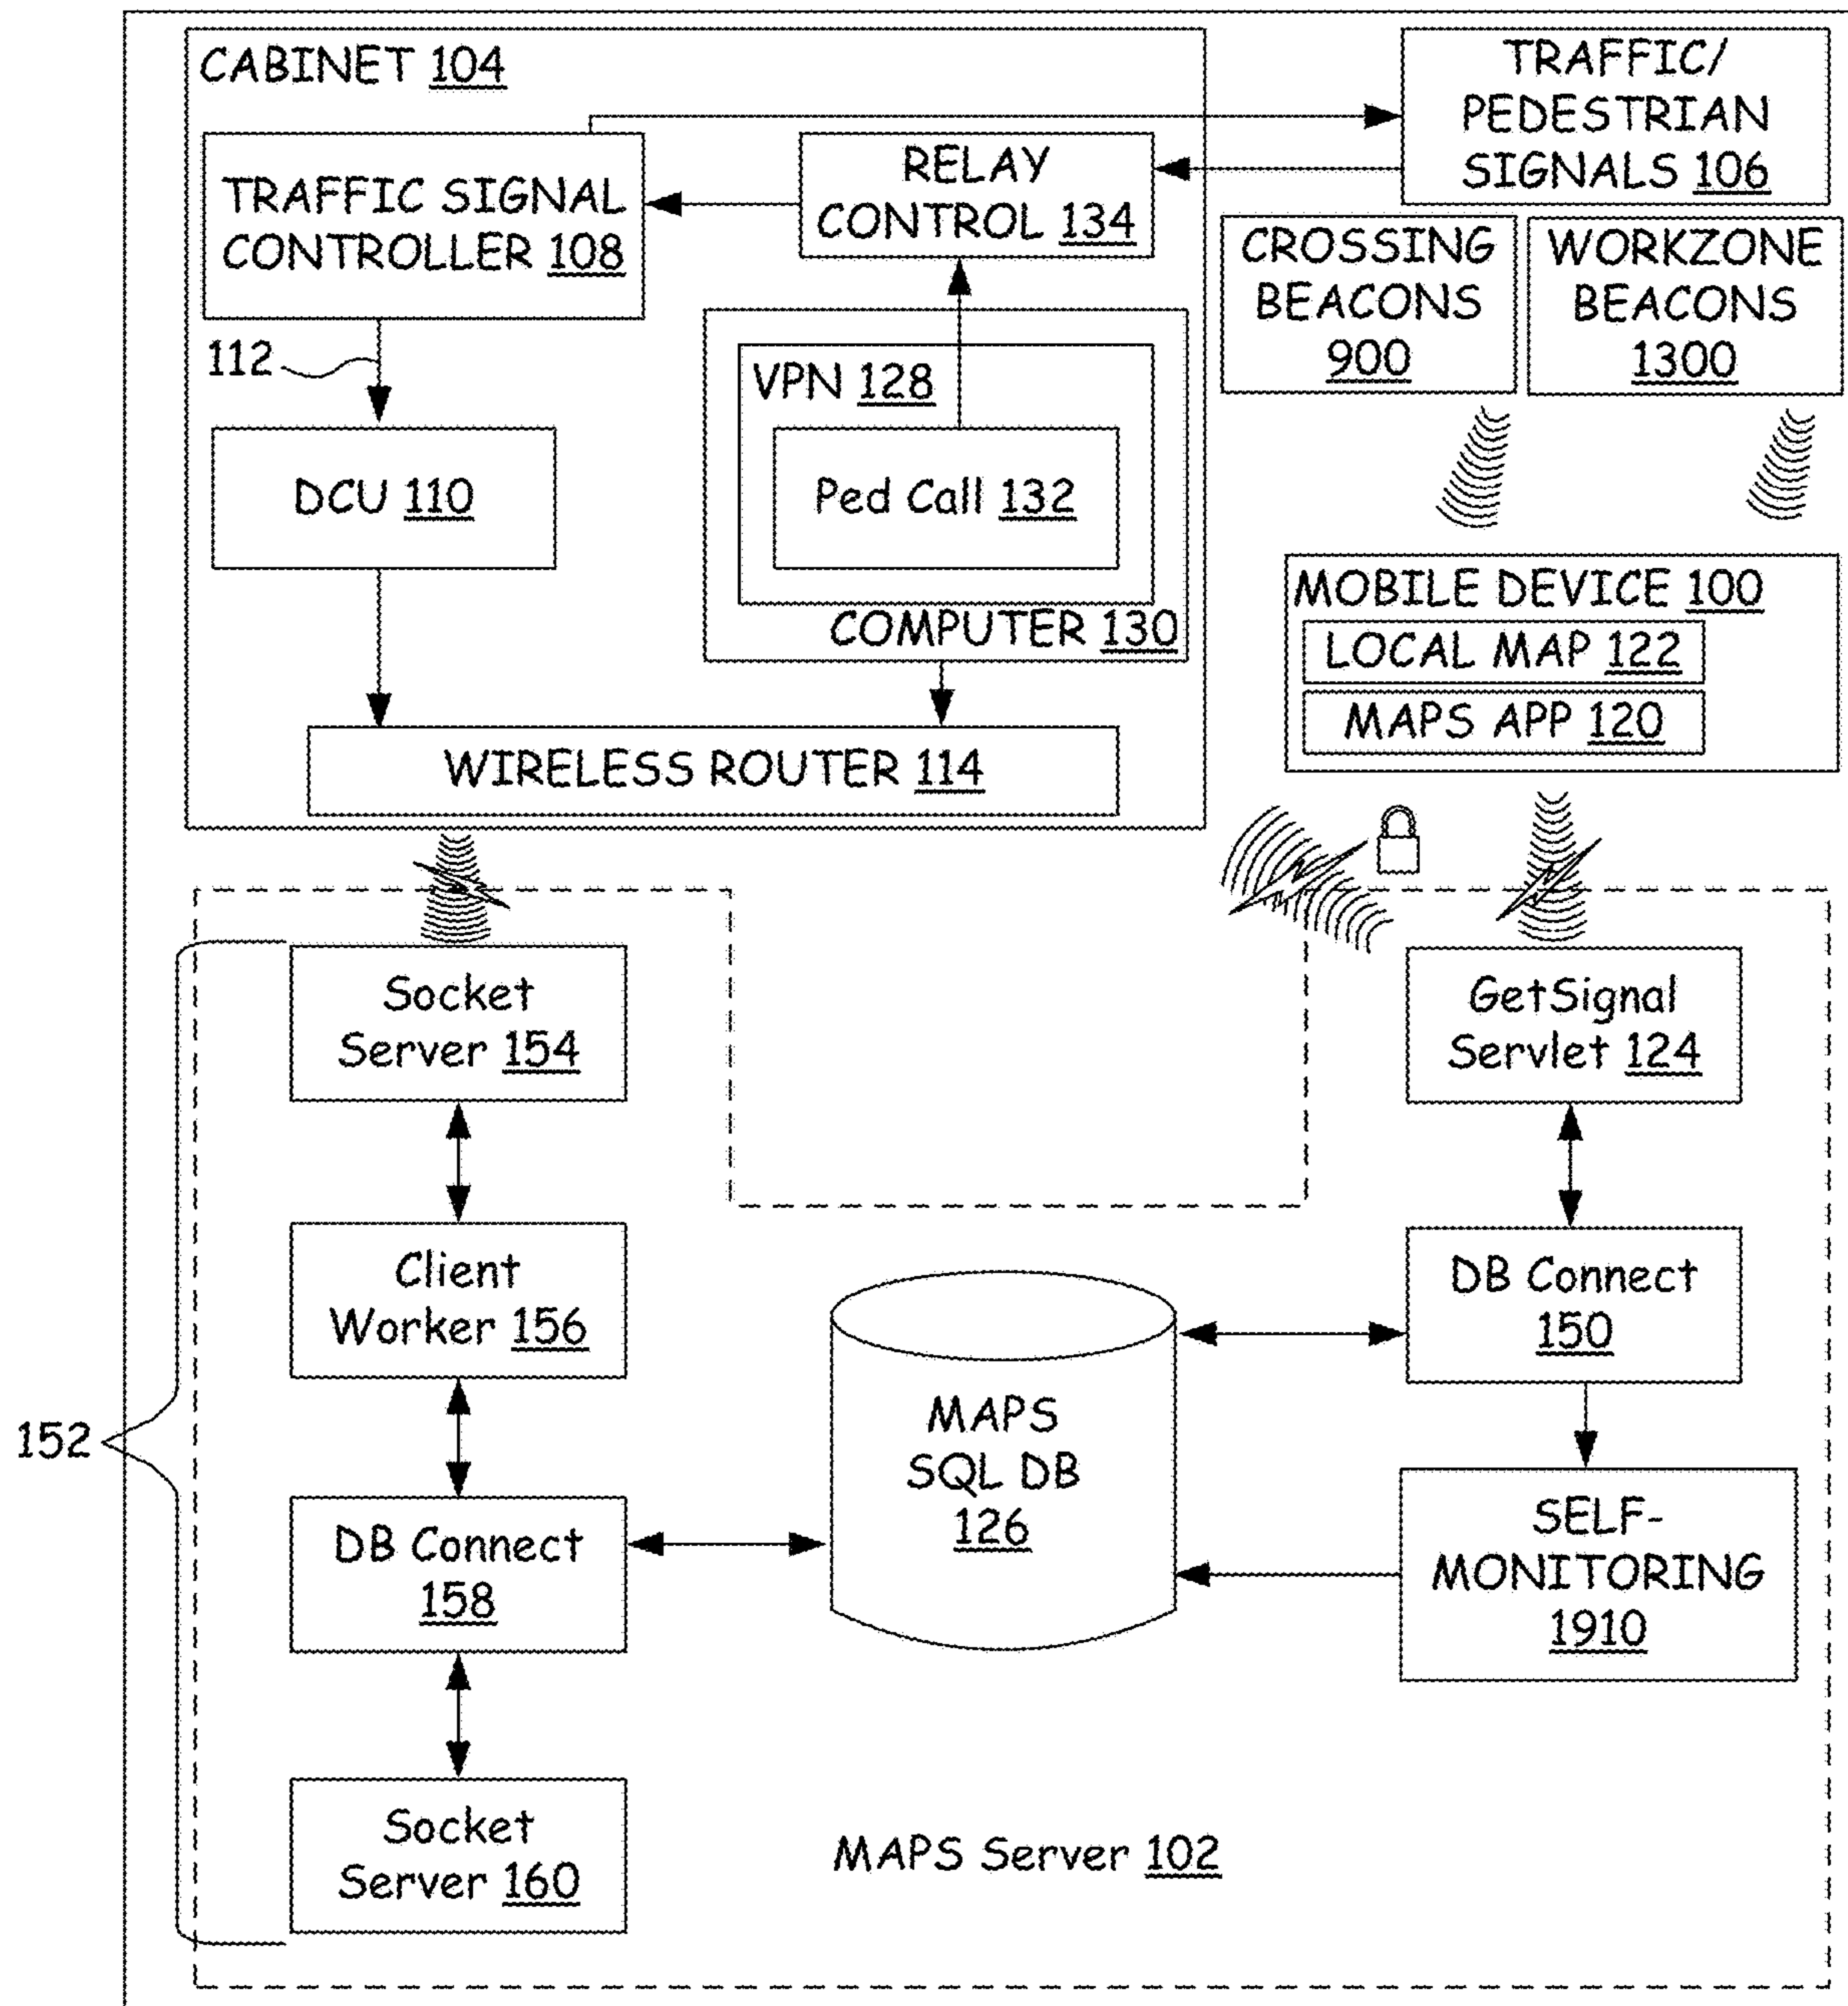 CABINET 104
TRAFFIC/
PEDESTRIAN
SIGNALS 106
TRAFFIC SIGNAL
CONTROLLER 108
RELAY
CONTROL 134
CROSSING
BEACONS
900
WORKZONE
BEACONS
1300
112
VPN 128
DCU 110
Ped Call 132
COMPUTER 130
MOBILE DEVICE 100
LOCAL MAP 122
MAPS APP 120
WIRELESS ROUTER 114
Socket
Server 154
GetSignal
Servlet 124
Client
Worker 156
DB Connect
150
MAPS
SQL DB
126
152
DB Connect
158
SELF-
MONITORING
1910
Socket
Server 160
MAPS Server 102